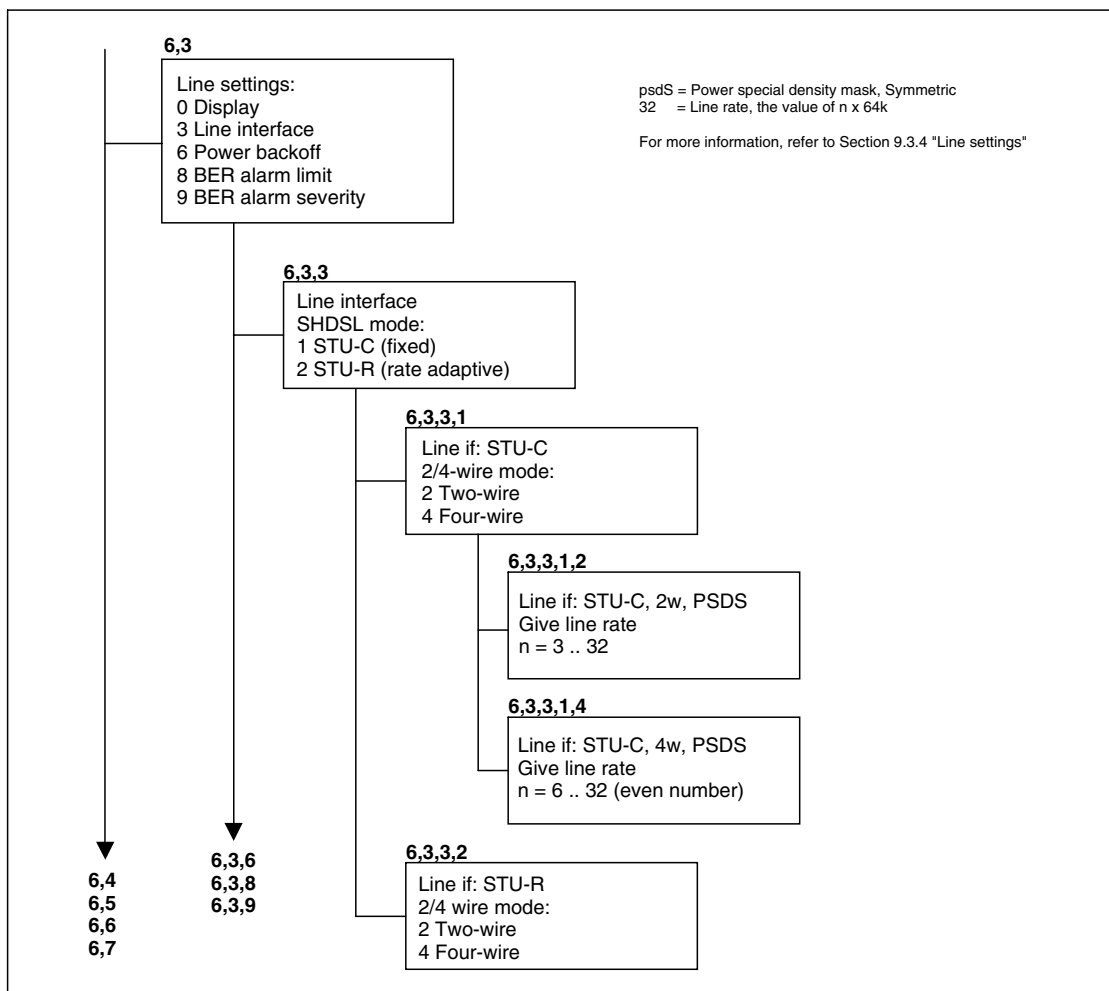 6,3
Line settings:
0 Display
3 Line interface
6 Power backoff
8 BER alarm limit
9 BER alarm severity
psdS = Power special density mask, Symmetric
32 = Line rate, the value of n x 64k
For more information, refer to Section 9.3.4 "Line settings"
6,3,3
Line interface
SHDSL mode:
1 STU-C (fixed)
2 STU-R (rate adaptive)
6,3,3,1
Line if: STU-C
2/4-wire mode:
2 Two-wire
4 Four-wire
6,3,3,1,2
Line if: STU-C, 2w, PSDS
Give line rate
n = 3 .. 32
6,3,3,1,4
Line if: STU-C, 4w, PSDS
Give line rate
n = 6 .. 32 (even number)
6,3,3,2
Line if: STU-R
2/4 wire mode:
2 Two-wire
4 Four-wire
6,3,6
6,3,8
6,3,9
6,4
6,5
6,6
6,7